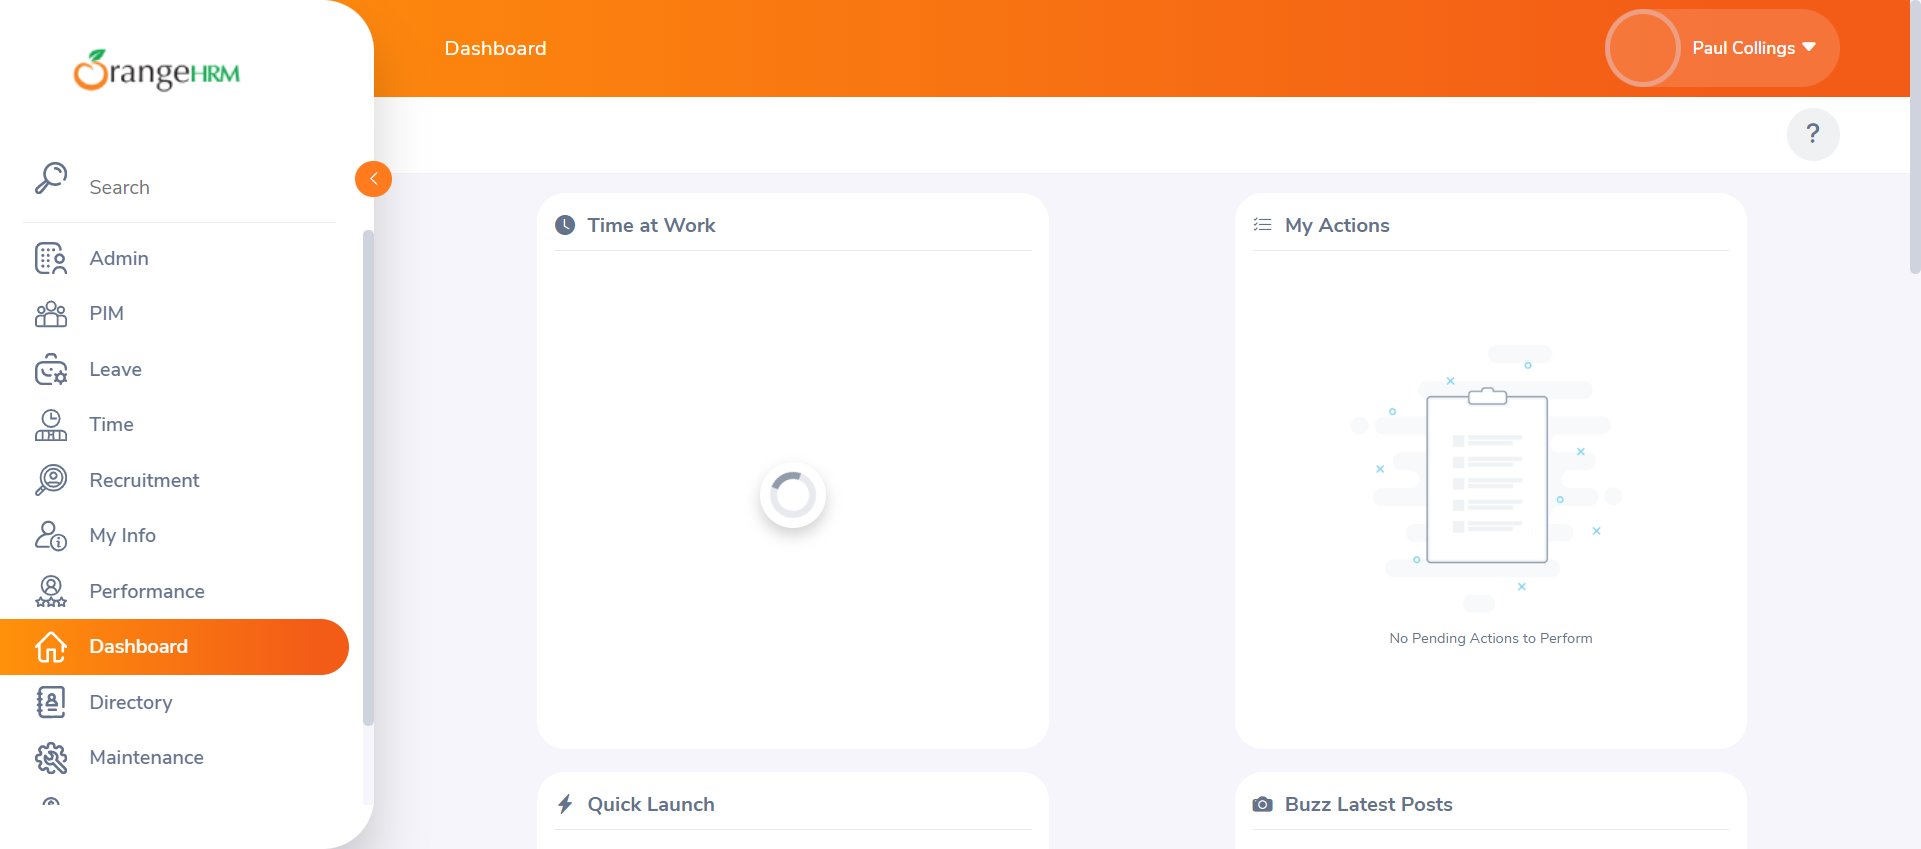 OrangeHRM
Search
Admin
PIM
Leave
Time
Recruitment
My Info
Performance
Dashboard
Directory
Maintenance
Dashboard
Paul Collings
?
Time at Work
My Actions
No Pending Actions to Perform
Quick Launch
Buzz Latest Posts